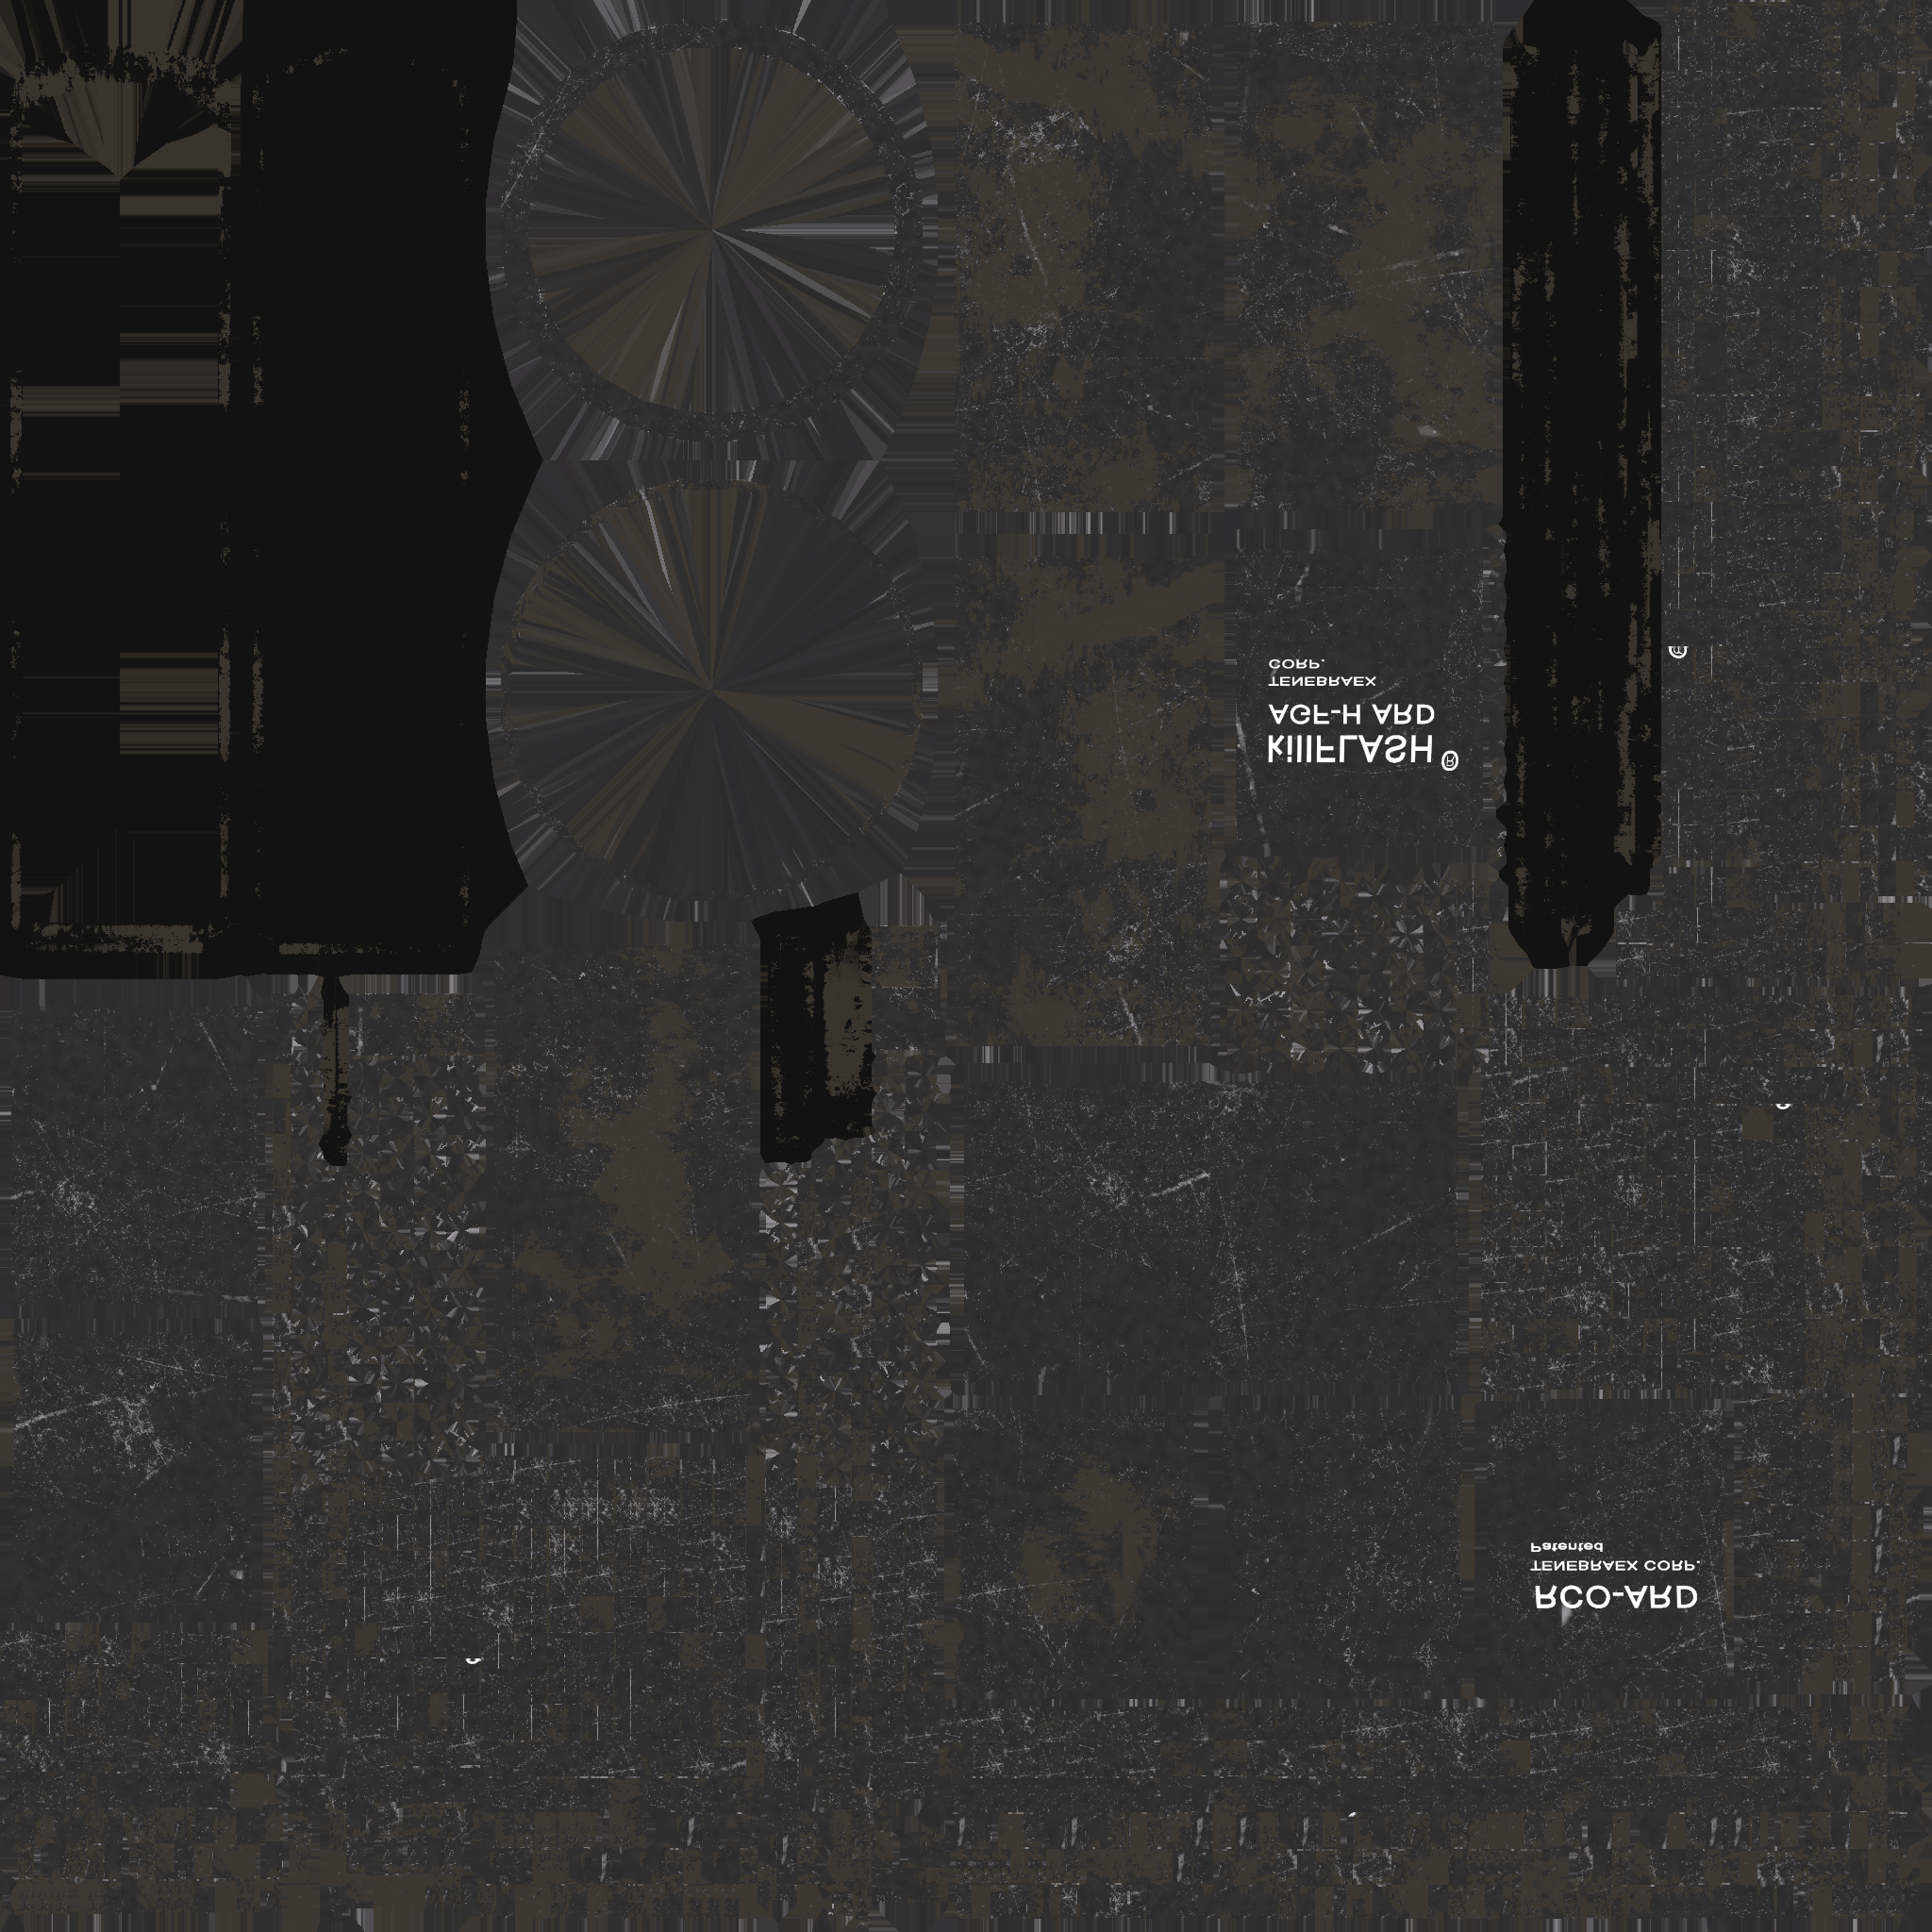 killFLASH®
AGF-H ARD
TENEBRAEX
CORP.
RCO-ARD
TENEBRAEX CORP.
Patented